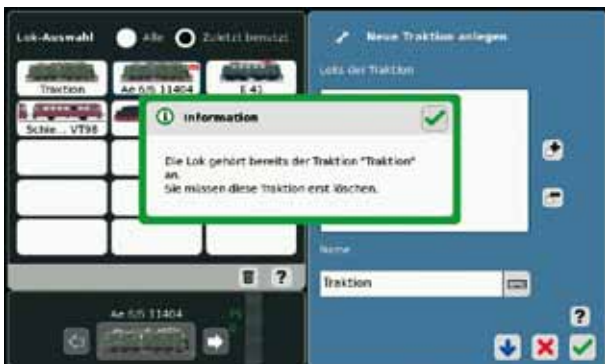 Lok-Auswahl
Alle
Zuletzt benutzt
Traktion
Ae 6/6 11404
E 41
Schie... VT98
Information
Die Lok gehört bereits der Traktion "Traktion"
an.
Sie müssen diese Traktion erst löschen.
?
Ae 6/6 11404
Neue Traktion anlegen
Loks der Traktion
Name
Traktion
?